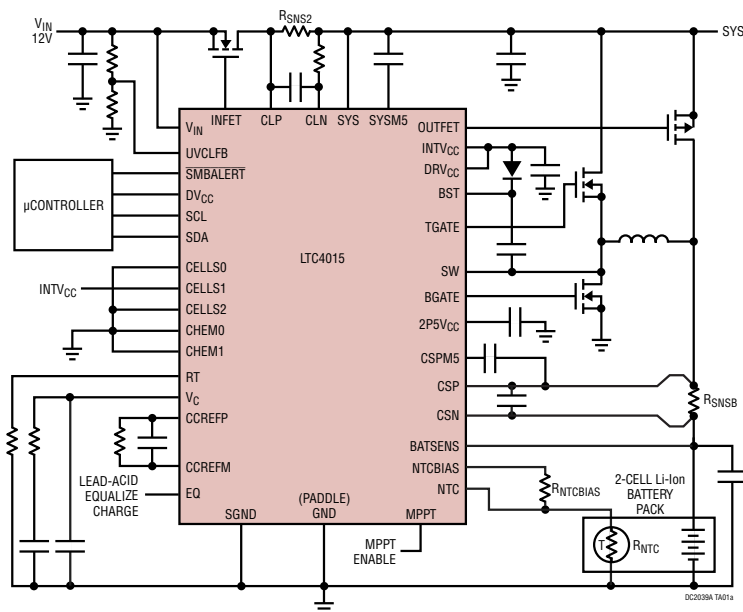 RSNS2
VIN
12V
SYS
INFET
CLP
CLN
SYS
SYSM5
VIN
UVCLFB
SMBALERT
DVCC
SCL
SDA
CELLS0
CELLS1
CELLS2
CHEM0
CHEM1
RT
VC
CCREFP
CCREFM
EQ
µCONTROLLER
INTVCC
LEAD-ACID
EQUALIZE
CHARGE
LTC4015
OUTFET
INTVCC
DRVCC
BST
TGATE
SW
BGATE
2P5VCC
CSPM5
CSP
CSN
BATSENS
NTCBIAS
NTC
SGND
(PADDLE)
GND
MPPT
MPPT
ENABLE
RSNSB
RNTCBIAS
2-CELL Li-Ion
BATTERY
PACK
T
RNTC
DC2039A TA01a